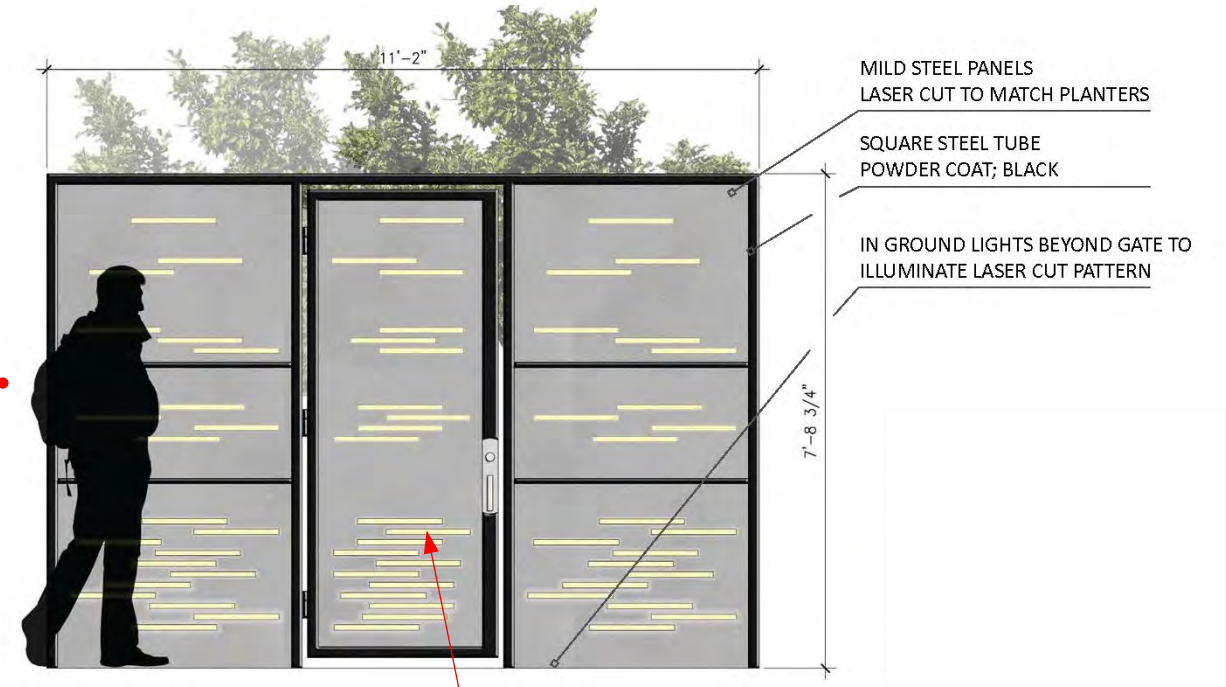 11'-2"
MILD STEEL PANELS
LASER CUT TO MATCH PLANTERS
SQUARE STEEL TUBE
POWDER COAT; BLACK
IN GROUND LIGHTS BEYOND GATE TO
ILLUMINATE LASER CUT PATTERN
7'-8 3/4"